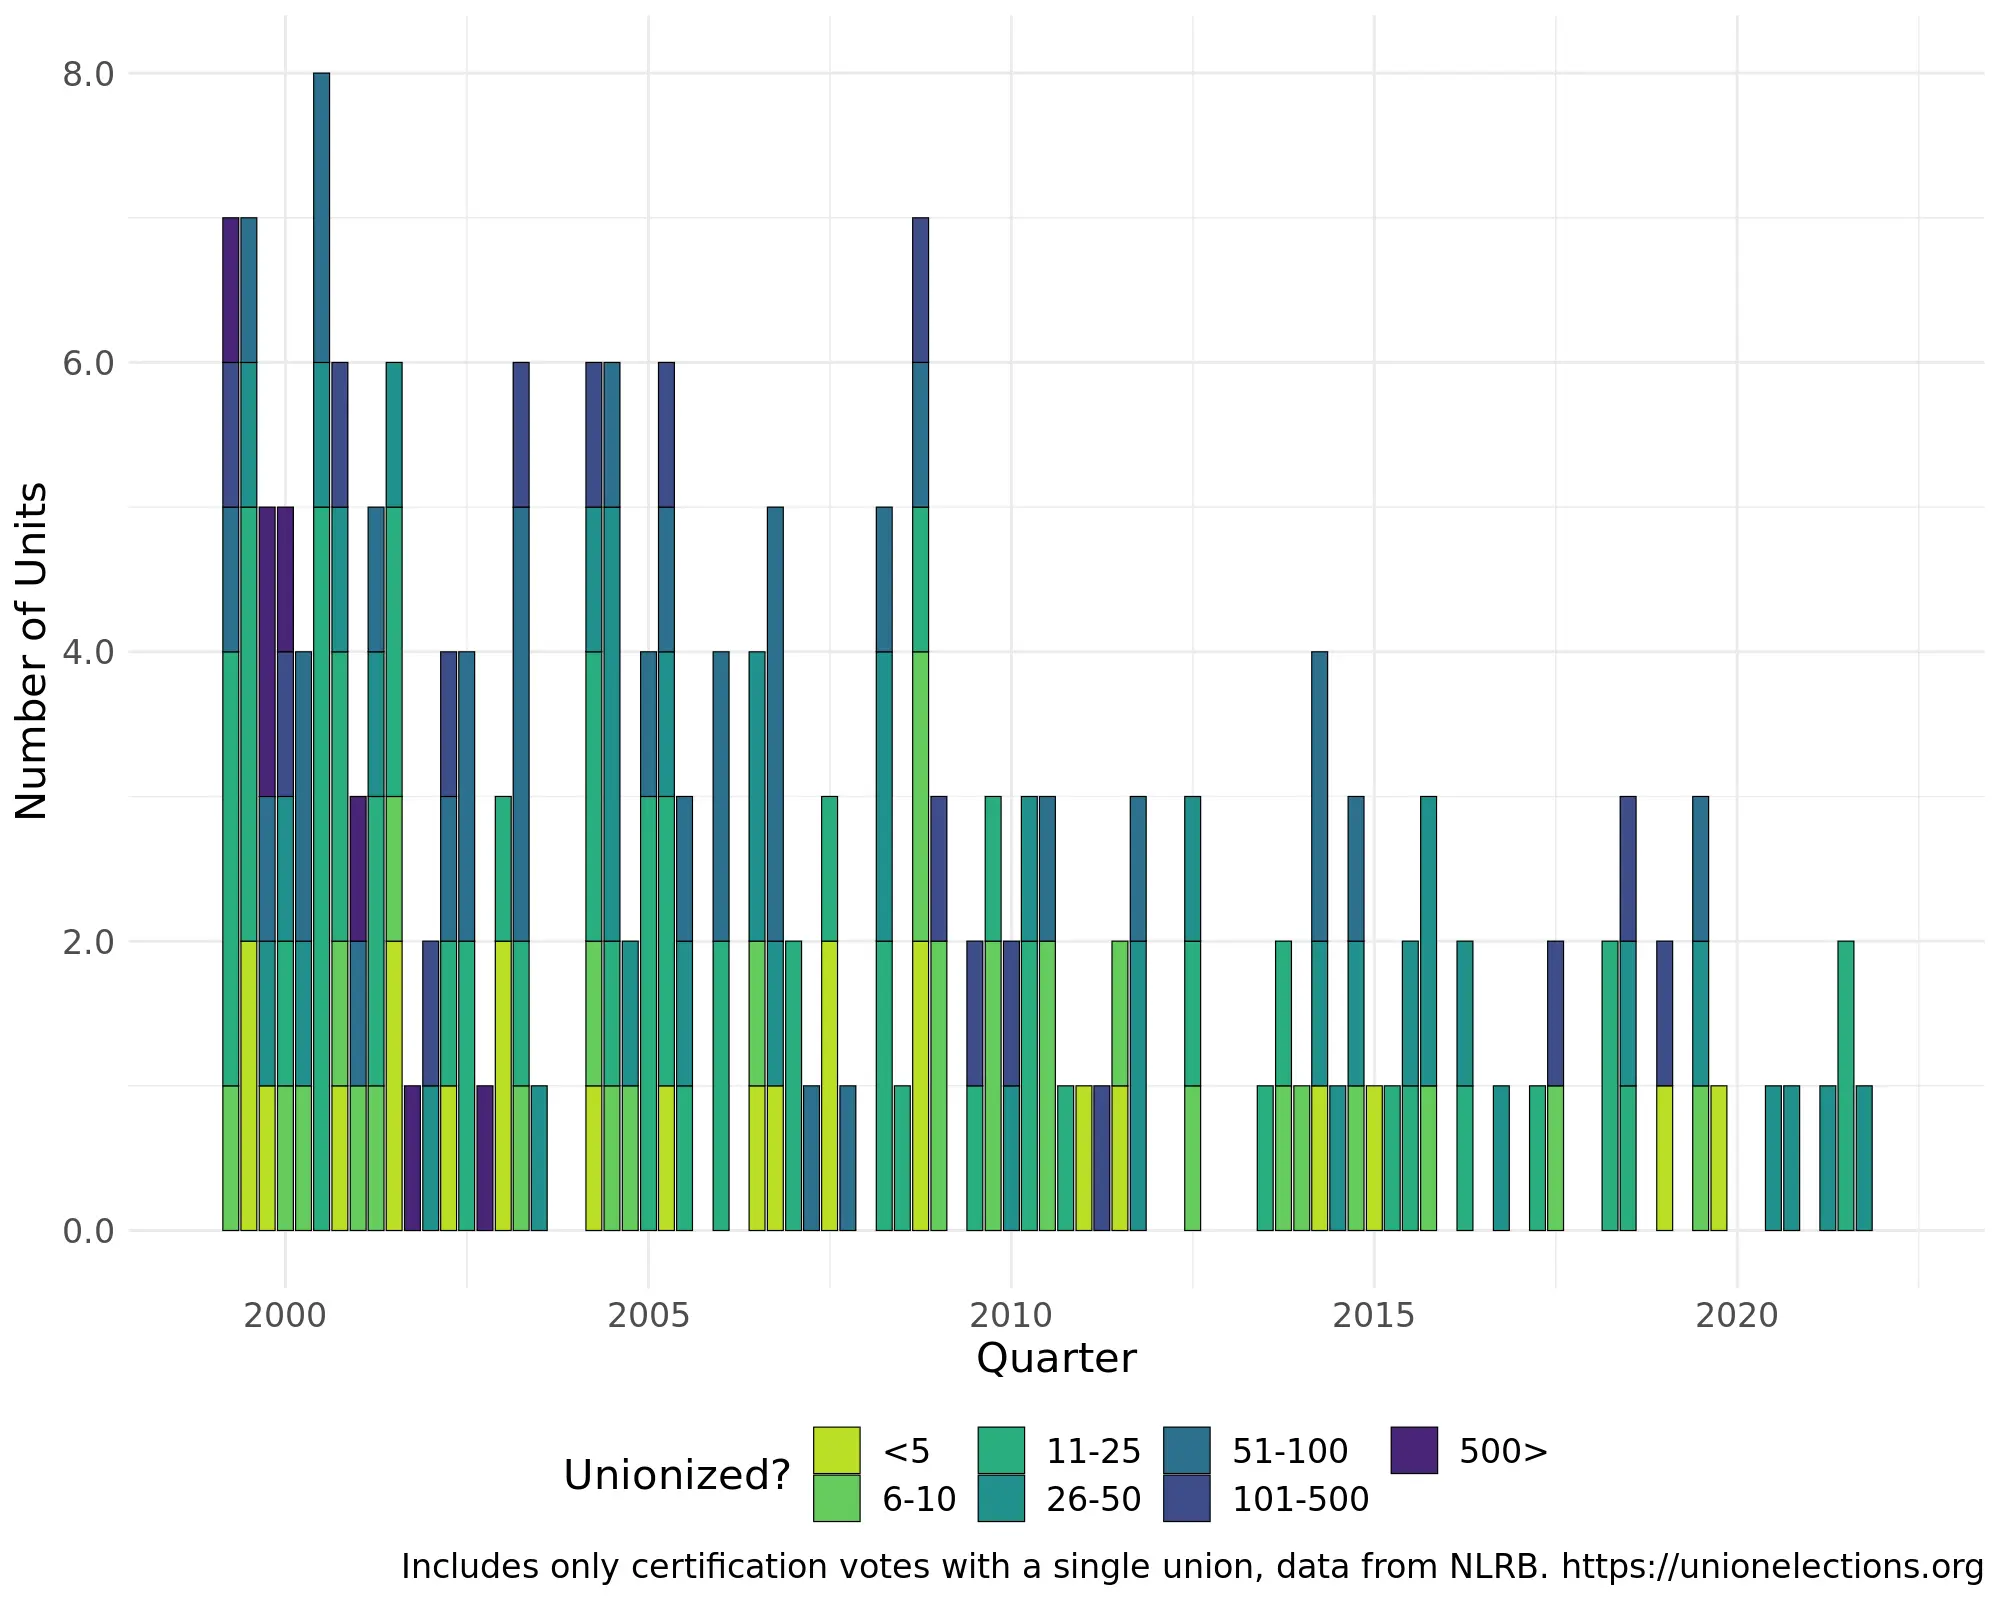 8.0
6.0
4.0
2.0
0.0
Number of Units
2000 2005 2010 2015 2020
Quarter
Unionized?
<5 11-25 51-100 500>
6-10 26-50 101-500
Includes only certification votes with a single union, data from NLRB. https://unionelections.org